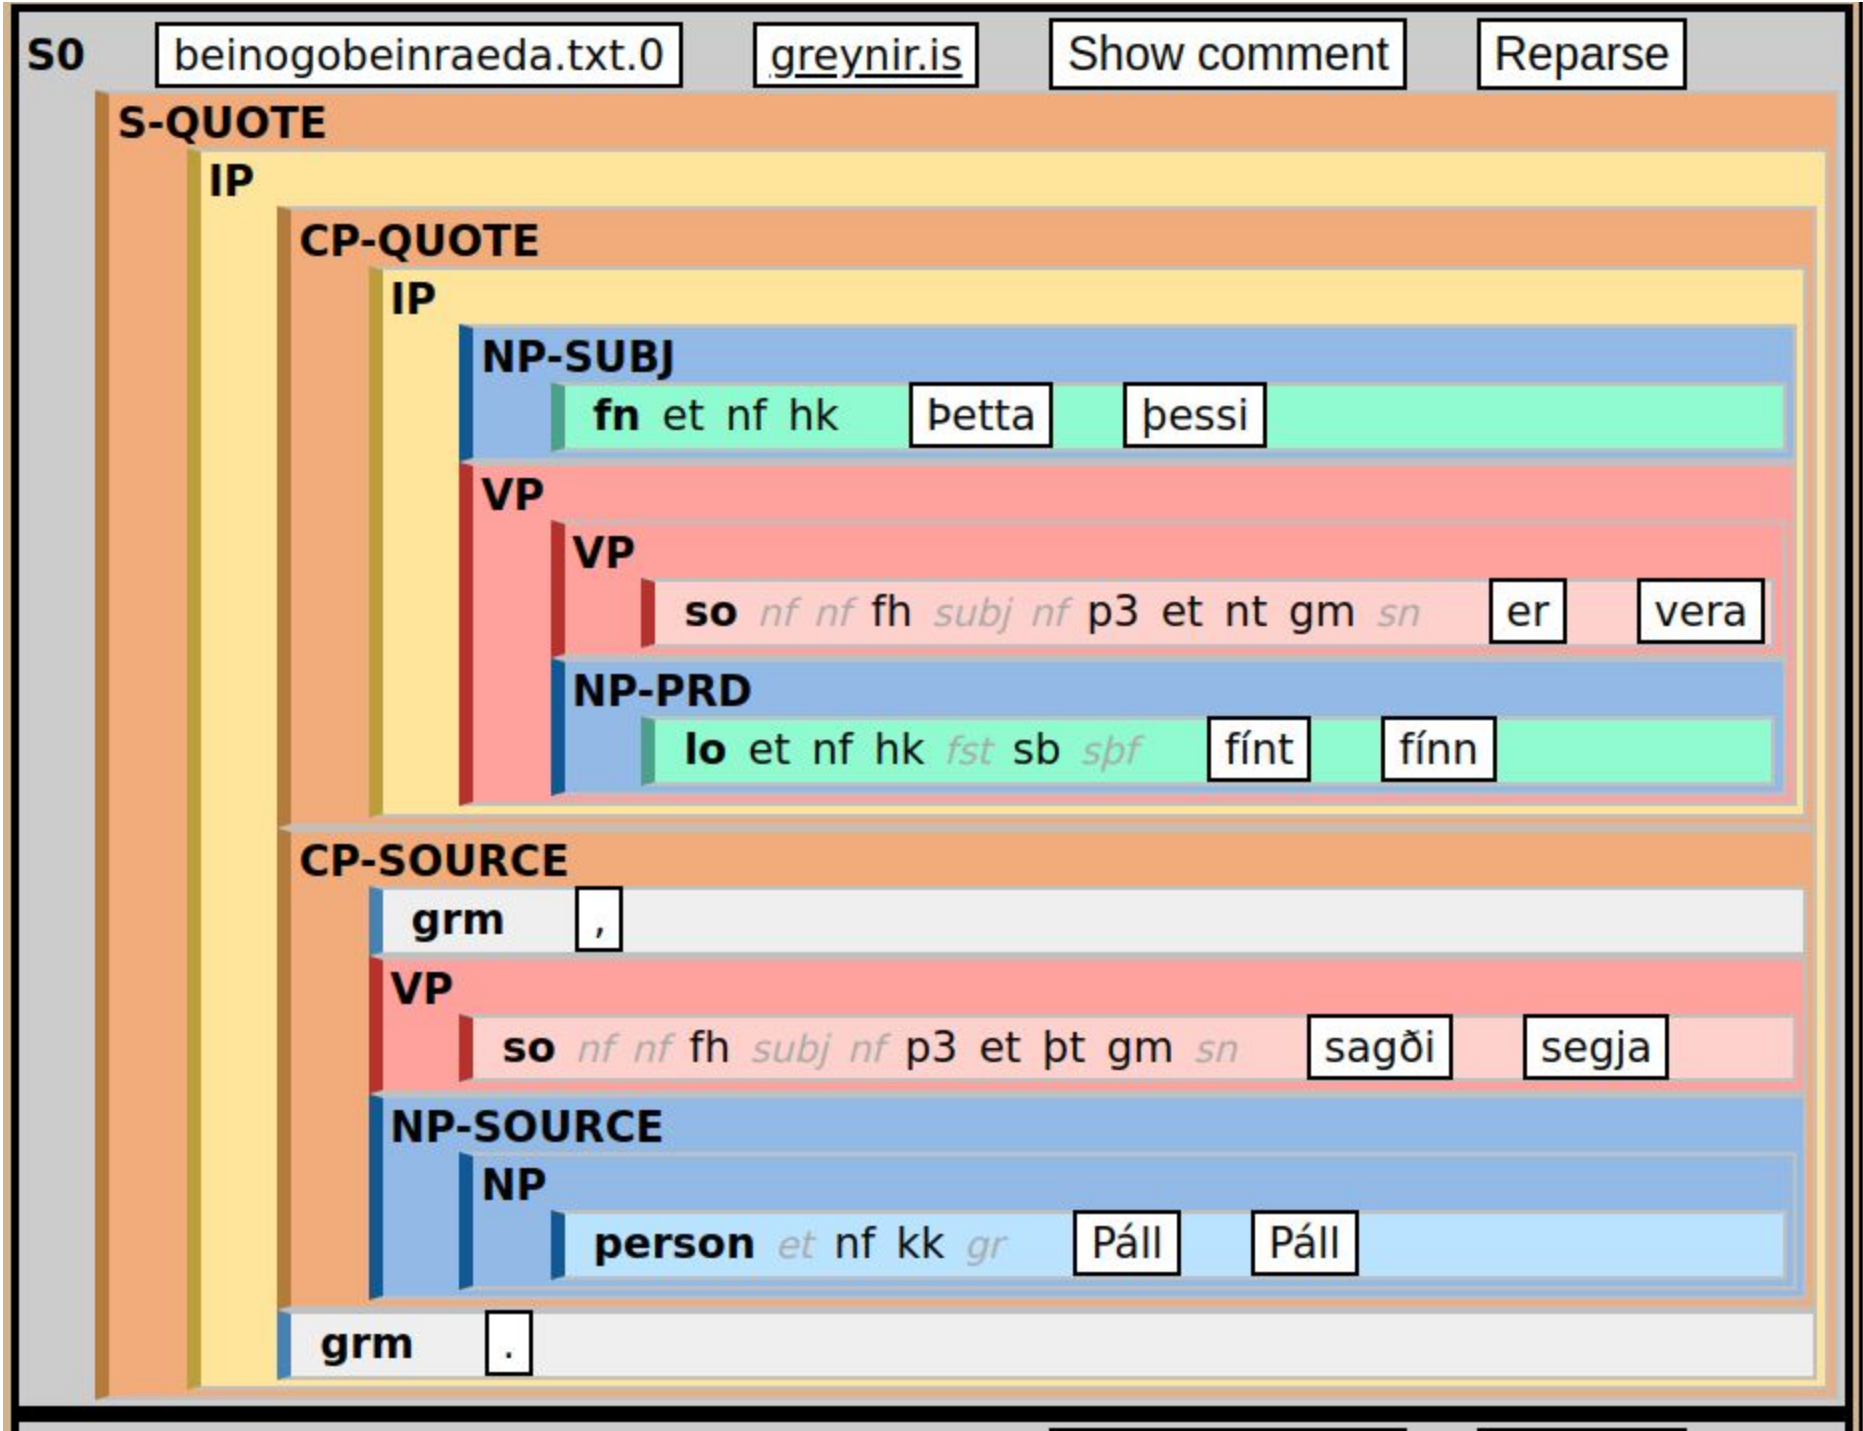 S0 beinogobeinraeda.txt.0 greynir.is Show comment Reparse
S-QUOTE
IP
CP-QUOTE
IP
NP-SUBJ
fn et nf hk Þetta þessi
VP
VP
so nf nf fh subj nf p3 et nt gm sn er vera
NP-PRD
lo et nf hk fst sb sþf fínt fínn
CP-SOURCE
grm ,
VP
so nf nf fh subj nf p3 et þt gm sn sagði segja
NP-SOURCE
NP
person et nf kk gr Páll Páll
grm .